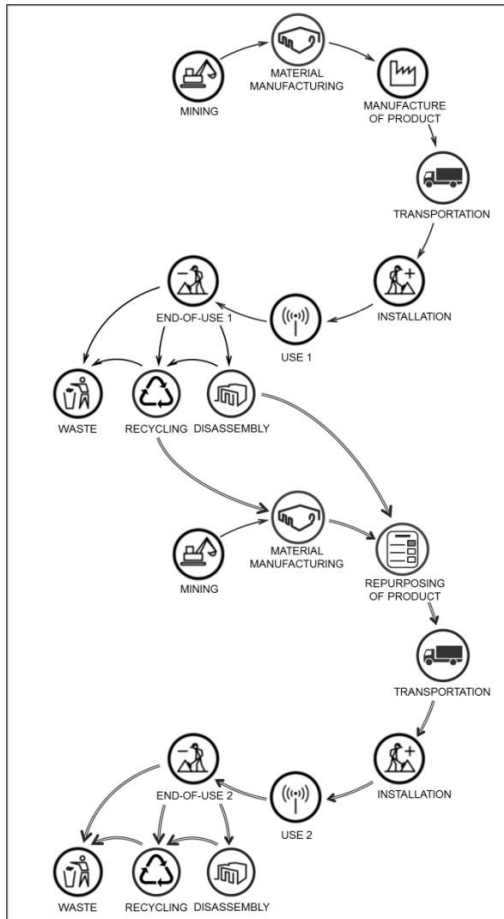 MINING
MATERIAL
MANUFACTURING
MANUFACTURE
OF PRODUCT
TRANSPORTATION
INSTALLATION
USE 1
END-OF-USE 1
WASTE
RECYCLING
DISASSEMBLY
MINING
MATERIAL
MANUFACTURING
REPURPOSING
OF PRODUCT
TRANSPORTATION
INSTALLATION
USE 2
END-OF-USE 2
WASTE
RECYCLING
DISASSEMBLY